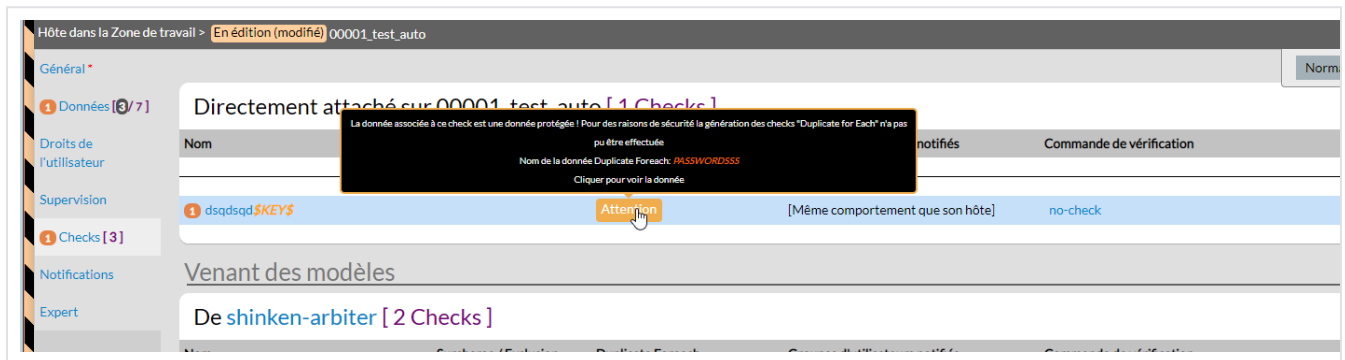 Hôte dans la Zone de travail > En édition (modifié) 00001_test_auto
Général *
Norma
1 Données [3/ 7 ]
Directement attaché sur 00001_test_auto [ 1 Checks ]
La donnée associée à ce check est une donnée protégée ! Pour des raisons de sécurité la génération des checks "Duplicate for Each" n'a pas
pu être effectuée
Nom de la donnée Duplicate Foreach: PASSWORDSSS
Cliquer pour voir la donnée
Droits de
l'utilisateur
Nom
notifiés
Commande de vérification
Supervision
1 dsqdsqd$KEY$
Attention
[Même comportement que son hôte]
no-check
1 Checks [ 3 ]
Notifications
Venant des modèles
Expert
De shinken-arbiter [ 2 Checks ]